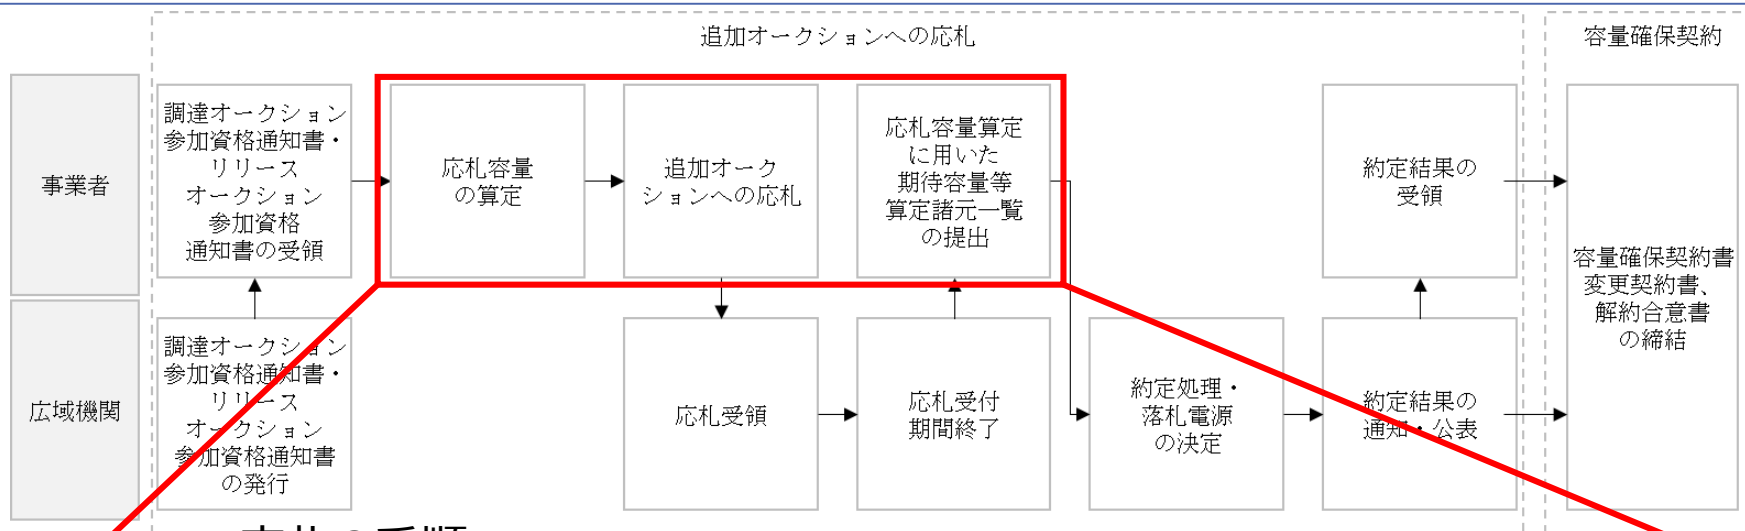 追加オークションへの応札
容量確保契約
事業者
調達オークション
参加資格通知書・
リリース
オークション
参加資格
通知書の受領
応札容量
の算定
追加オーク
ションへの応札
応札容量算定
に用いた
期待容量等
算定諸元一覧
の提出
約定結果の
受領
容量確保契約書
変更契約書、
解約合意書
の締結
広域機関
調達オークション
参加資格通知書・
リリース
オークション
参加資格通知書
の発行
応札受領
応札受付
期間終了
約定処理・
落札電源
の決定
約定結果の
通知・公表